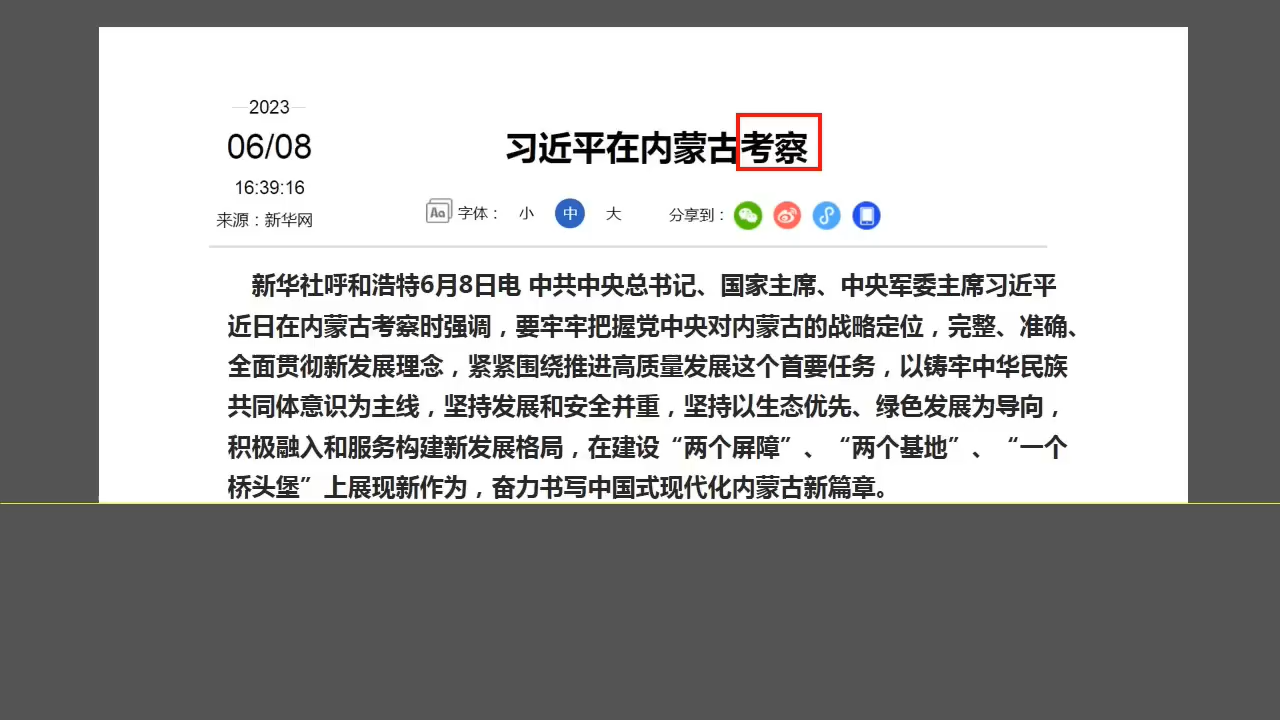 2023
06/08
16:39:16
来源：新华网
习近平在内蒙古考察
Aa 字体： 小 中 大 分享到：
新华社呼和浩特6月8日电 中共中央总书记、国家主席、中央军委主席习近平
近日在内蒙古考察时强调，要牢牢把握党中央对内蒙古的战略定位，完整、准确、
全面贯彻新发展理念，紧紧围绕推进高质量发展这个首要任务，以铸牢中华民族
共同体意识为主线，坚持发展和安全并重，坚持以生态优先、绿色发展为导向，
积极融入和服务构建新发展格局，在建设“两个屏障”、“两个基地”、“一个
桥头堡”上展现新作为，奋力书写中国式现代化内蒙古新篇章。